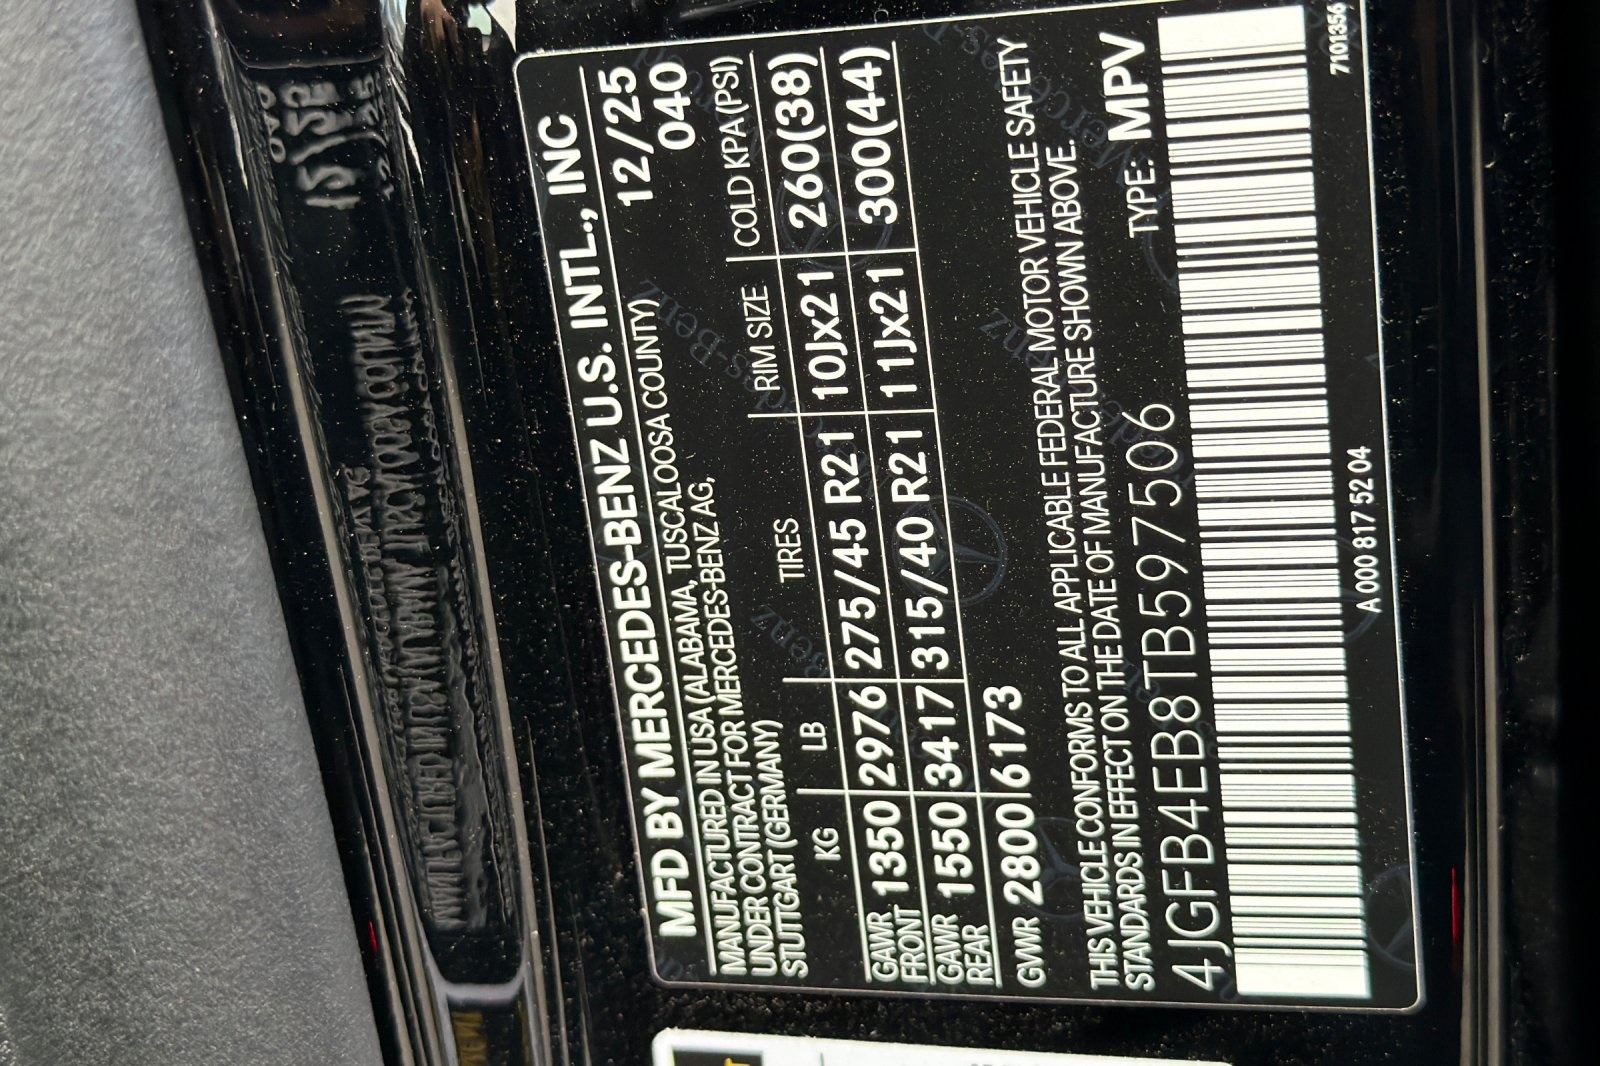 MFD BY MERCEDES-BENZ U.S. INTL., INC
MANUFACTURED IN USA (ALABAMA, TUSCALOOSA COUNTY) 12/25
UNDER CONTRACT FOR MERCEDES-BENZ AG, 040
STUTTGART (GERMANY)
KG LB TIRES RIM SIZE COLD KPA (PSI)
GAWR FRONT 1350 2976 275/45 R21 10Jx21 260(38)
GAWR REAR 1550 3417 315/40 R21 11Jx21 300(44)
GVWR 2800 6173
THIS VEHICLE CONFORMS TO ALL APPLICABLE FEDERAL MOTOR VEHICLE SAFETY
STANDARDS IN EFFECT ON THE DATE OF MANUFACTURE SHOWN ABOVE.
4JGFB4EB8TB597506 TYPE: MPV
A 000 817 52 04
7101356